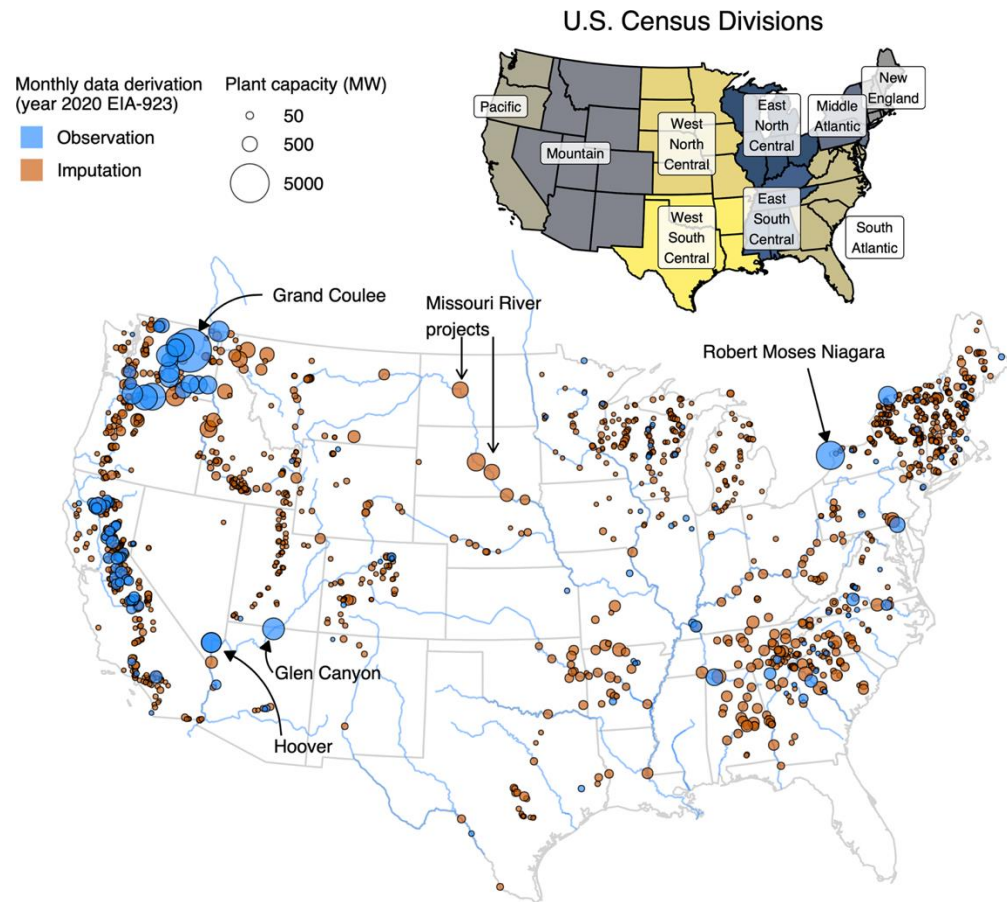 U.S. Census Divisions
Monthly data derivation
(year 2020 EIA-923)
Observation
Imputation
Plant capacity (MW)
50
500
5000
Pacific
Mountain
West
North
Central
West
South
Central
East
North
Central
East
South
Central
Middle
Atlantic
New
England
South
Atlantic
Grand Coulee
Missouri River
projects
Robert Moses Niagara
Glen Canyon
Hoover